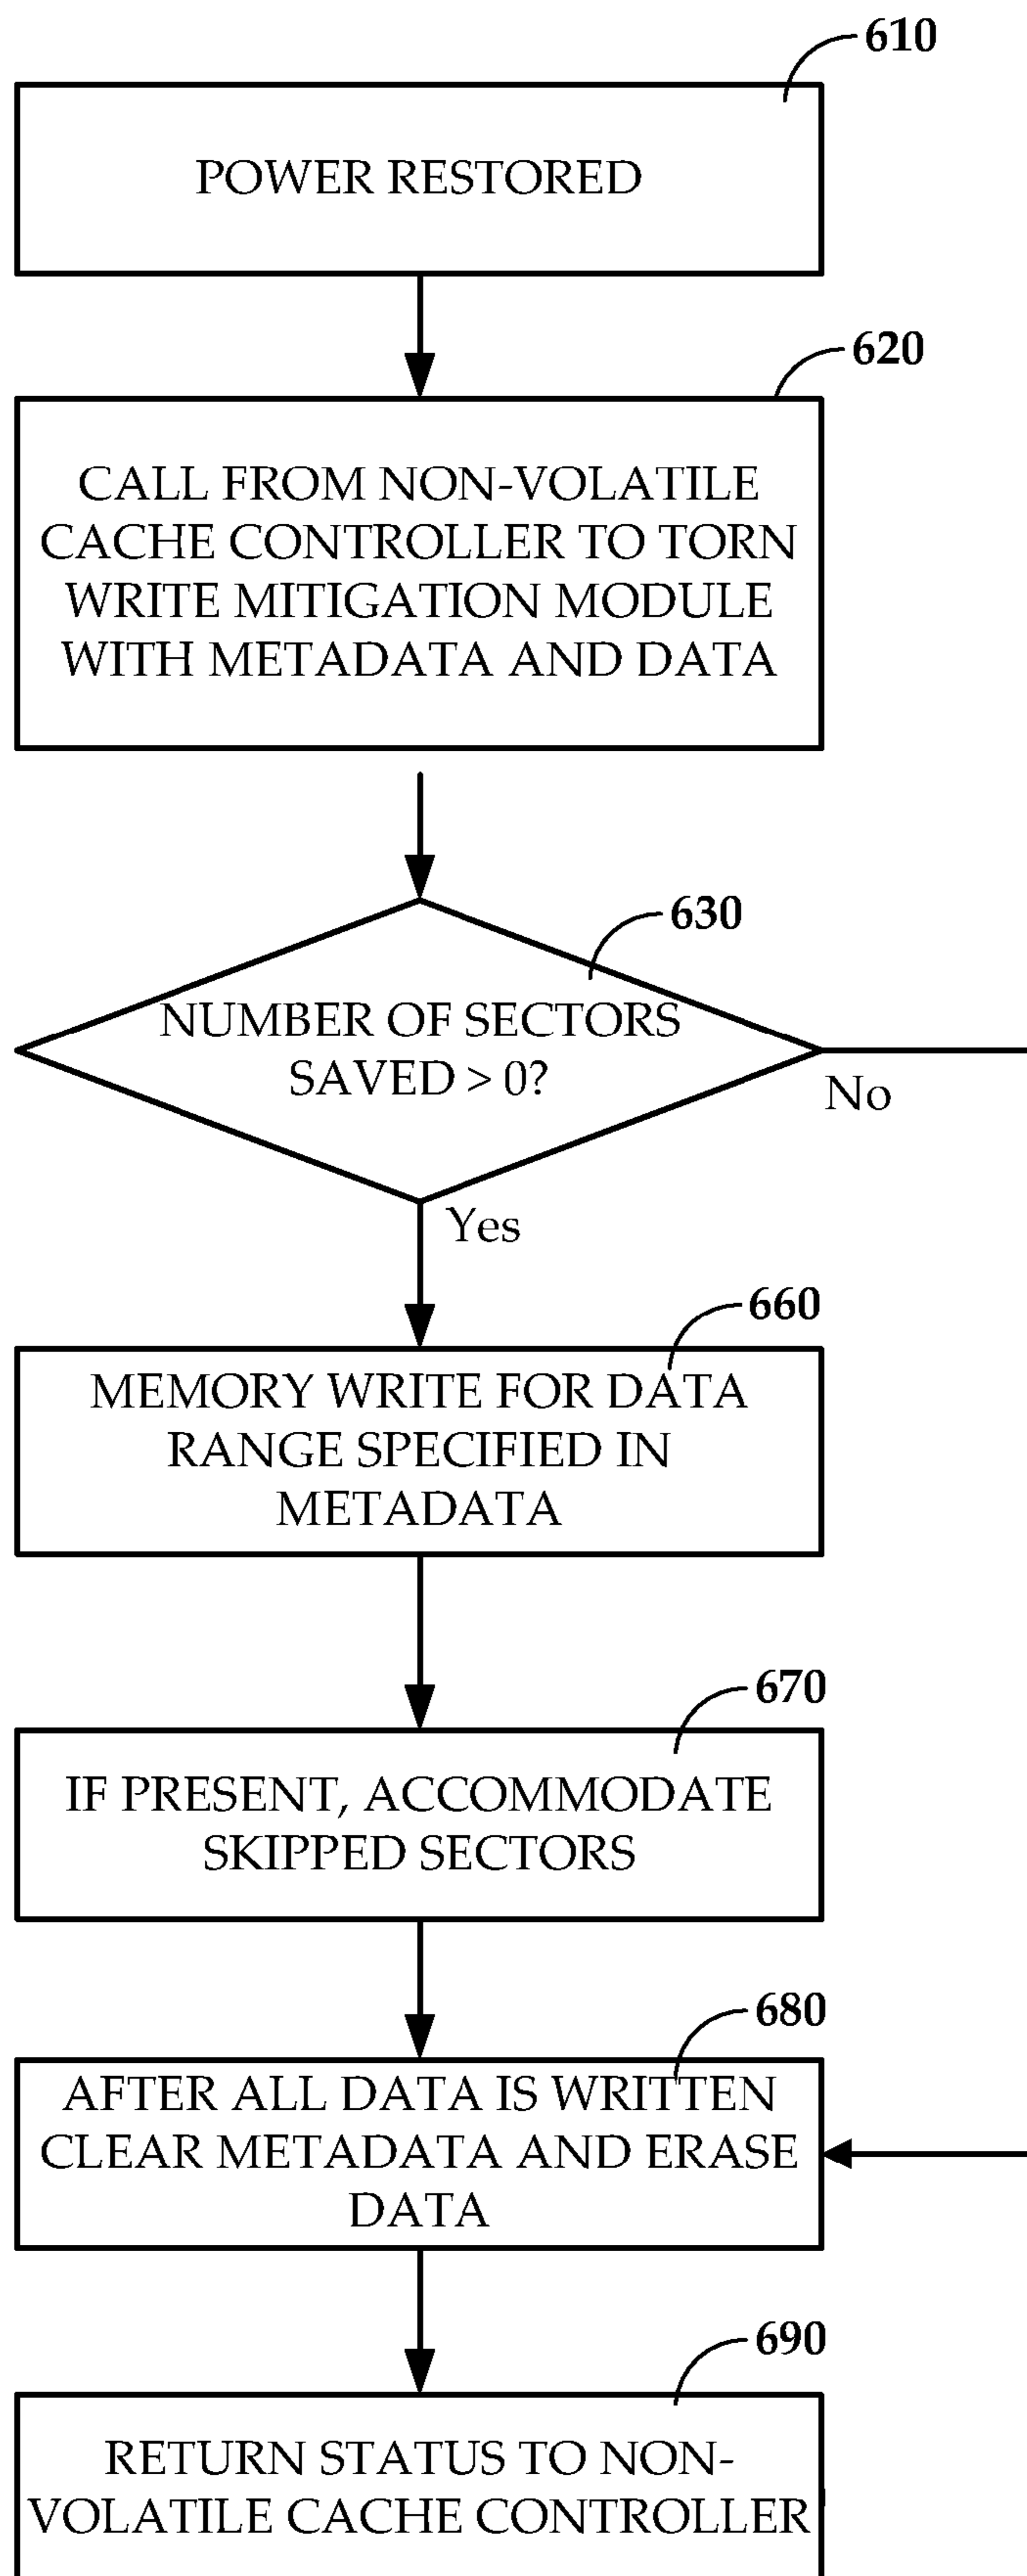 610
POWER RESTORED
620
CALL FROM NON-VOLATILE
CACHE CONTROLLER TO TORN
WRITE MITIGATION MODULE
WITH METADATA AND DATA
630
NUMBER OF SECTORS
SAVED > 0?
No
Yes
660
MEMORY WRITE FOR DATA
RANGE SPECIFIED IN
METADATA
670
IF PRESENT, ACCOMMODATE
SKIPPED SECTORS
680
AFTER ALL DATA IS WRITTEN
CLEAR METADATA AND ERASE
DATA
690
RETURN STATUS TO NON-
VOLATILE CACHE CONTROLLER